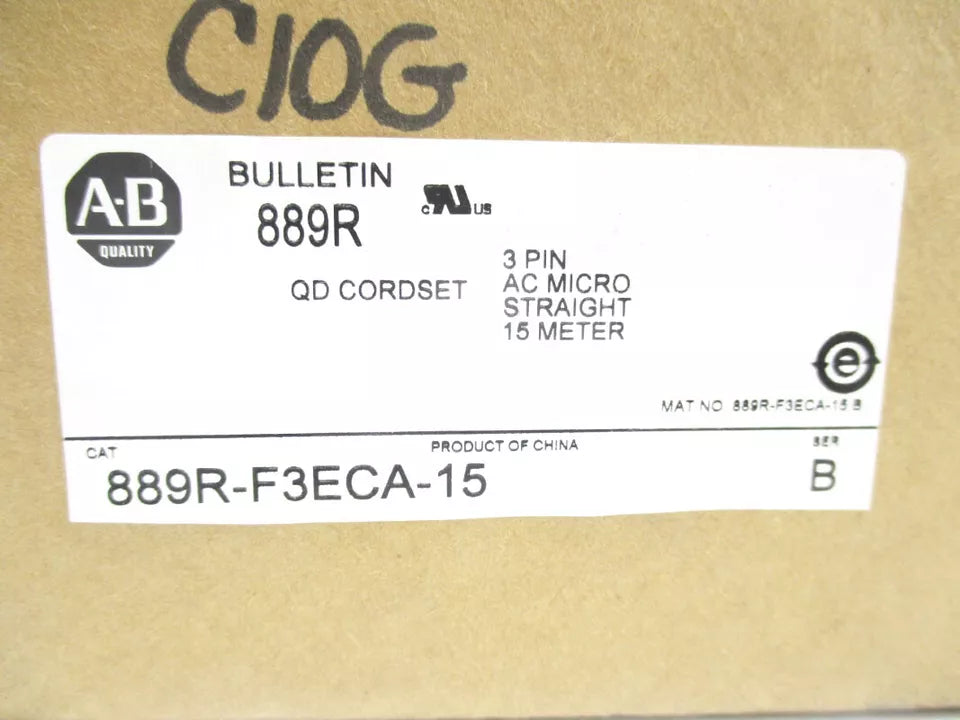 C10G
A-B
QUALITY
BULLETIN
889R
c RU US
QD CORDSET
3 PIN
AC MICRO
STRAIGHT
15 METER
e
MAT NO 889R-F3ECA-15 B
PRODUCT OF CHINA
CAT
SER
889R-F3ECA-15
B